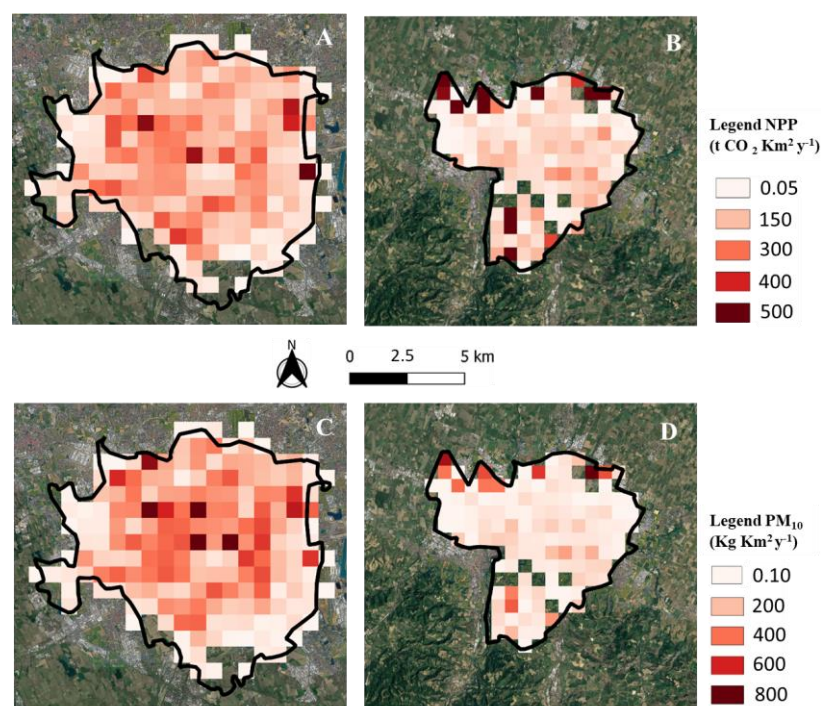 A
B
Legend NPP
(t CO ₂ Km² y⁻¹)
0.05
150
300
400
500
N
0 2.5 5 km
C
D
Legend PM₁₀
(Kg Km² y⁻¹)
0.10
200
400
600
800